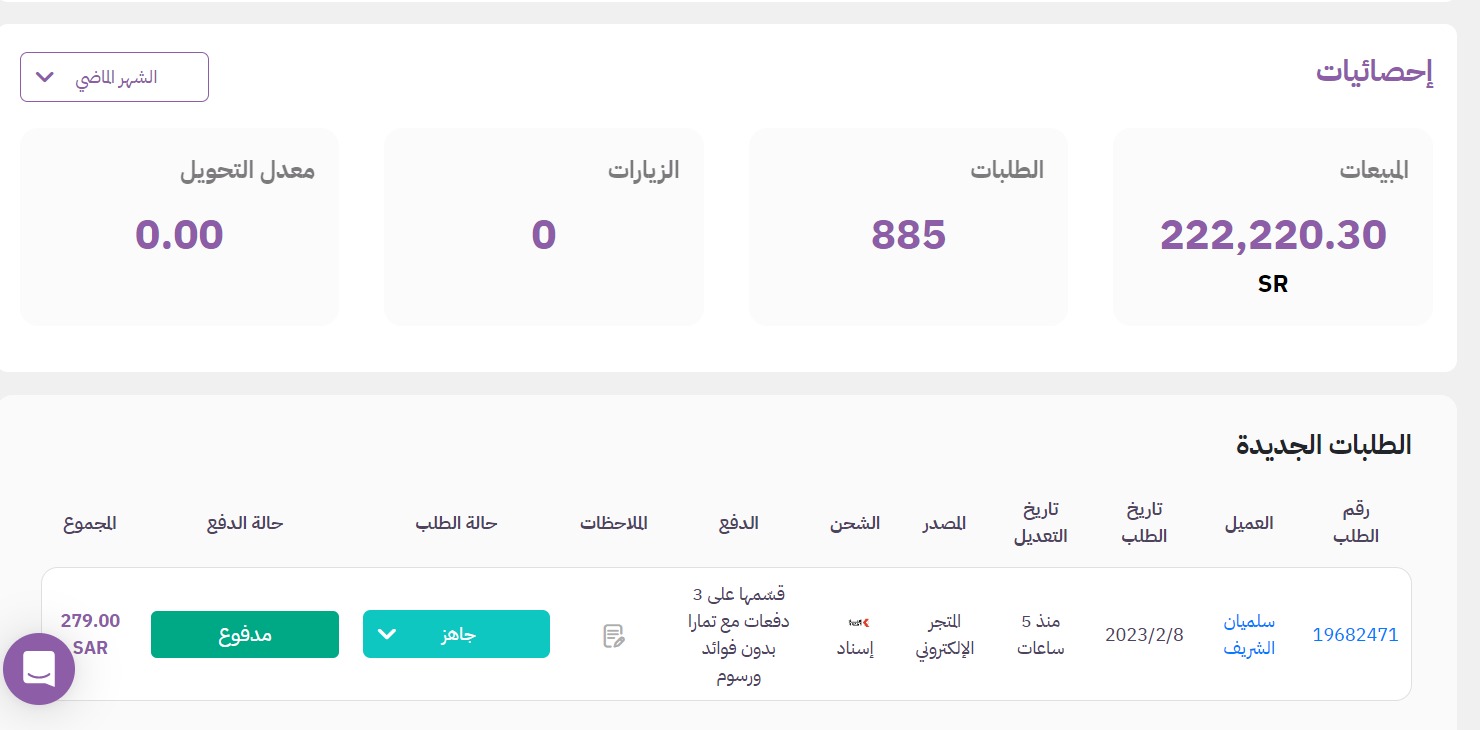 إحصائيات
الشهر الماضي
المبيعات
222,220.30
SR
الطلبات
885
الزيارات
0
معدل التحويل
0.00
الطلبات الجديدة
رقم
الطلب
العميل
تاريخ
الطلب
تاريخ
التعديل
المصدر
الشحن
الدفع
الملاحظات
حالة الطلب
حالة الدفع
المجموع
19682471
سلميان
الشريف
2023/2/8
منذ 5
ساعات
المتجر
الإلكتروني
إسناد
قسّمها على 3
دفعات مع تمارا
بدون فوائد
ورسوم
جاهز
مدفوع
279.00
SAR